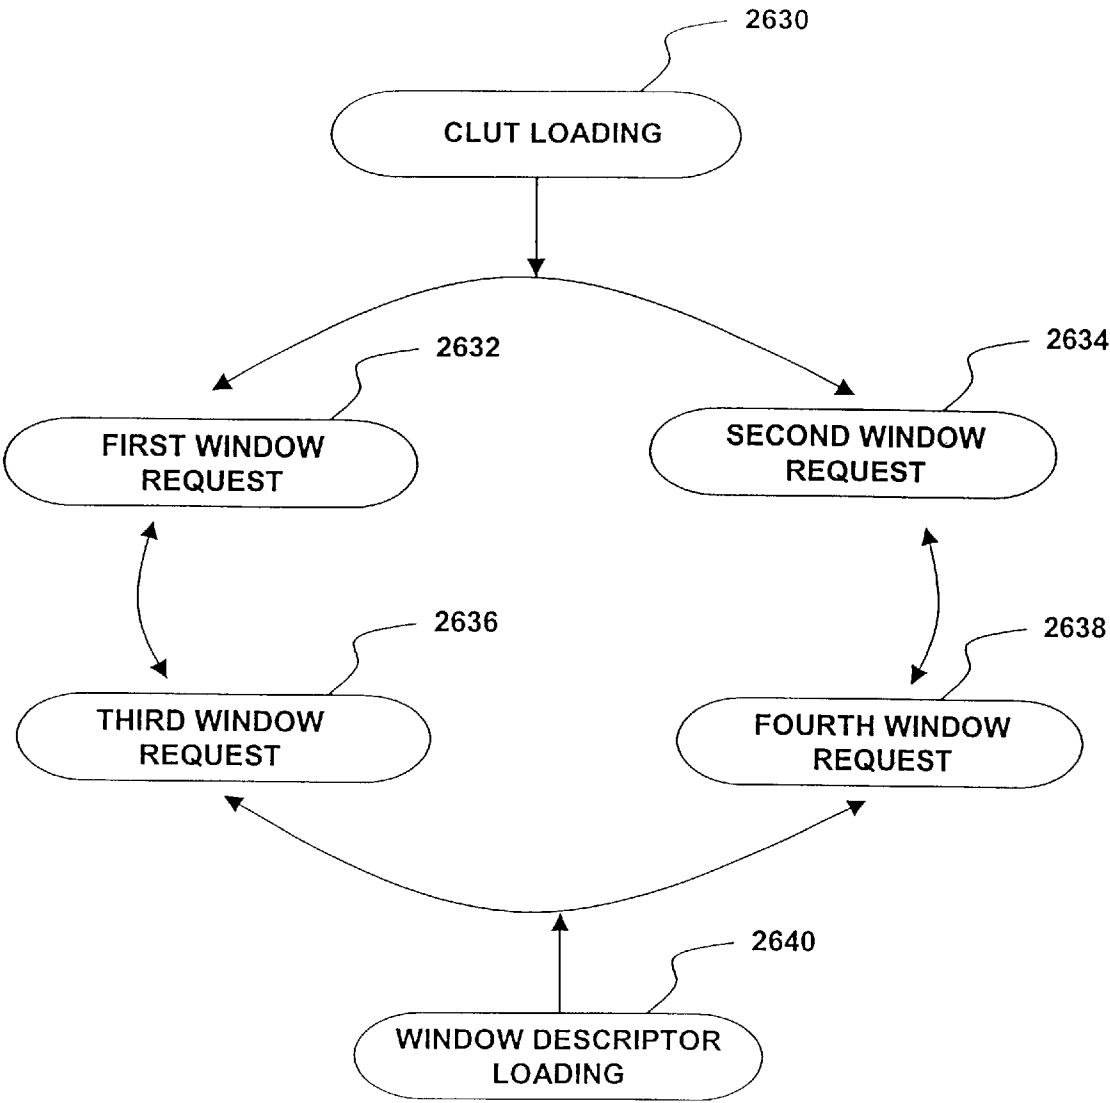 2630
CLUT LOADING
2632
2634
FIRST WINDOW
REQUEST
SECOND WINDOW
REQUEST
2636
2638
THIRD WINDOW
REQUEST
FOURTH WINDOW
REQUEST
2640
WINDOW DESCRIPTOR
LOADING